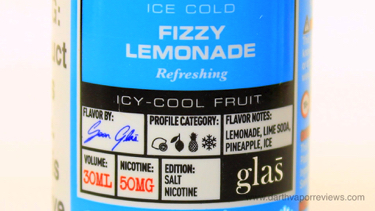 ICE COLD
FIZZY
LEMONADE
Refreshing
ICY-COOL FRUIT
FLAVOR BY:
PROFILE CATEGORY:
FLAVOR NOTES:
LEMONADE, LIME SODA,
PINEAPPLE, ICE
VOLUME:
30ML
NICOTINE:
50MG
EDITION:
SALT
NICOTINE
glas
www.darthvaporreviews.com